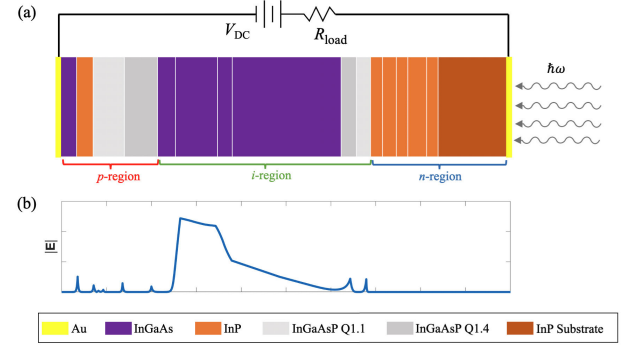 (a)
V_DC
R_load
ħω
p-region
i-region
n-region
(b)
|E|
Au
InGaAs
InP
InGaAsP Q1.1
InGaAsP Q1.4
InP Substrate